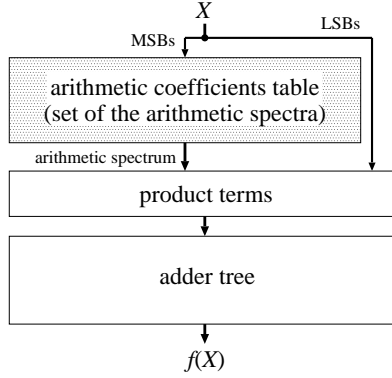 X
MSBs
LSBs
arithmetic coefficients table
(set of the arithmetic spectra)
arithmetic spectrum
product terms
adder tree
f(X)